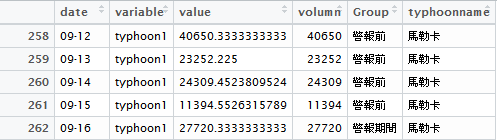 date variable value volumn Group typhoonname
258 09-12 typhoon1 40650.3333333333 40650 警報前 馬勒卡
259 09-13 typhoon1 23252.225 23252 警報前 馬勒卡
260 09-14 typhoon1 24309.4523809524 24309 警報前 馬勒卡
261 09-15 typhoon1 11394.5526315789 11394 警報前 馬勒卡
262 09-16 typhoon1 27720.3333333333 27720 警報期間 馬勒卡